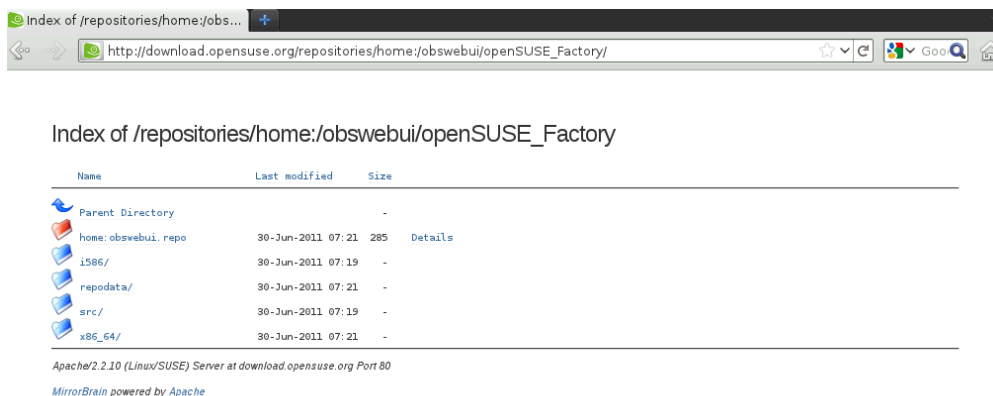 Index of /repositories/home:/obs...
http://download.opensuse.org/repositories/home:/obswebui/openSUSE_Factory/ Goo
Index of /repositories/home:/obswebui/openSUSE_Factory
Name Last modified Size
Parent Directory -
home:obswebui.repo 30-Jun-2011 07:21 285 Details
i586/ 30-Jun-2011 07:19 -
repodata/ 30-Jun-2011 07:21 -
src/ 30-Jun-2011 07:19 -
x86_64/ 30-Jun-2011 07:21 -
Apache/2.2.10 (Linux/SUSE) Server at download.opensuse.org Port 80
MirrorBrain powered by Apache